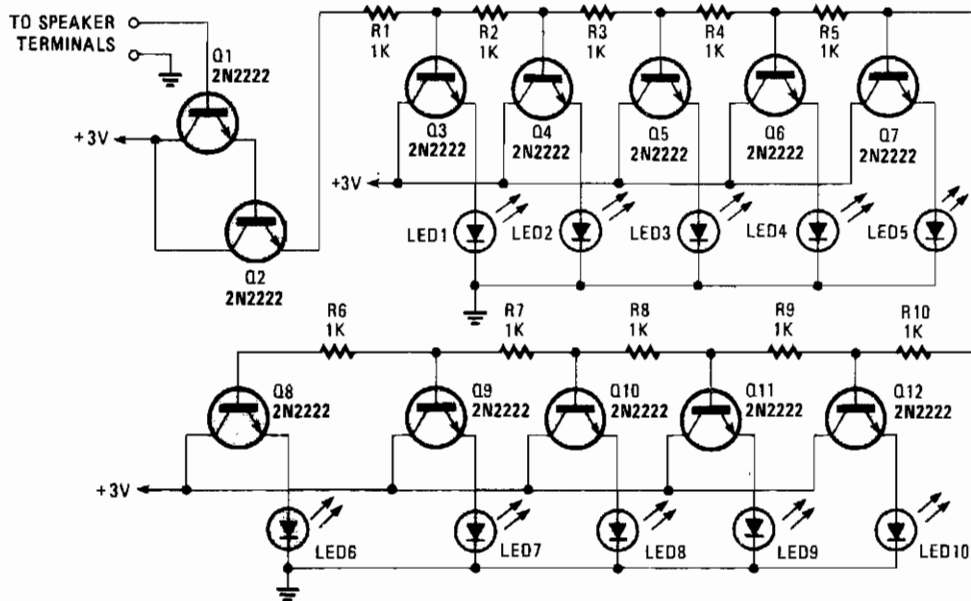 TO SPEAKER
TERMINALS
Q1
2N2222
+3V
Q2
2N2222
R1
1K
R2
1K
R3
1K
R4
1K
R5
1K
Q3
2N2222
Q4
2N2222
Q5
2N2222
Q6
2N2222
Q7
2N2222
+3V
LED1
LED2
LED3
LED4
LED5
R6
1K
R7
1K
R8
1K
R9
1K
R10
1K
Q8
2N2222
Q9
2N2222
Q10
2N2222
Q11
2N2222
Q12
2N2222
+3V
LED6
LED7
LED8
LED9
LED10